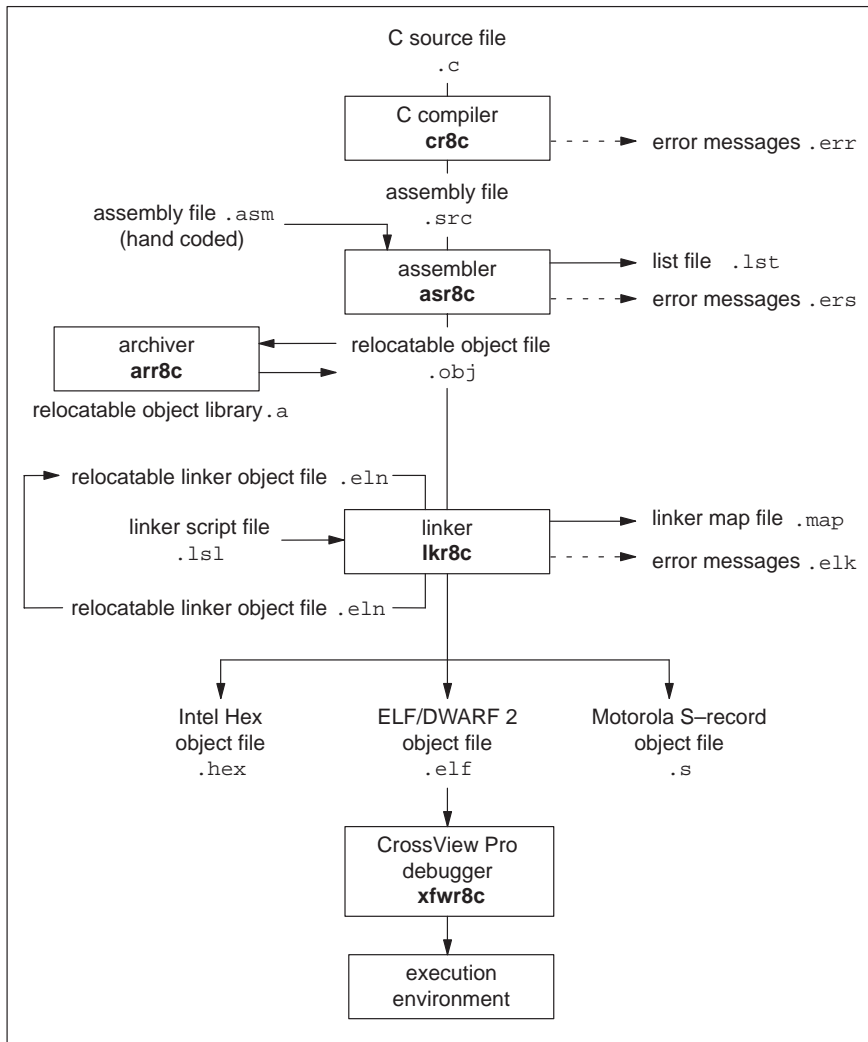 C source file
.c
C compiler
cr8c
error messages .err
assembly file
.src
assembly file .asm
(hand coded)
assembler
asr8c
list file .lst
error messages .ers
archiver
arr8c
relocatable object file
.obj
relocatable object library .a
relocatable linker object file .eln
linker script file
.lsl
linker
lkr8c
linker map file .map
error messages .elk
relocatable linker object file .eln
Intel Hex
object file
.hex
ELF/DWARF 2
object file
.elf
Motorola S–record
object file
.s
CrossView Pro
debugger
xfwr8c
execution
environment